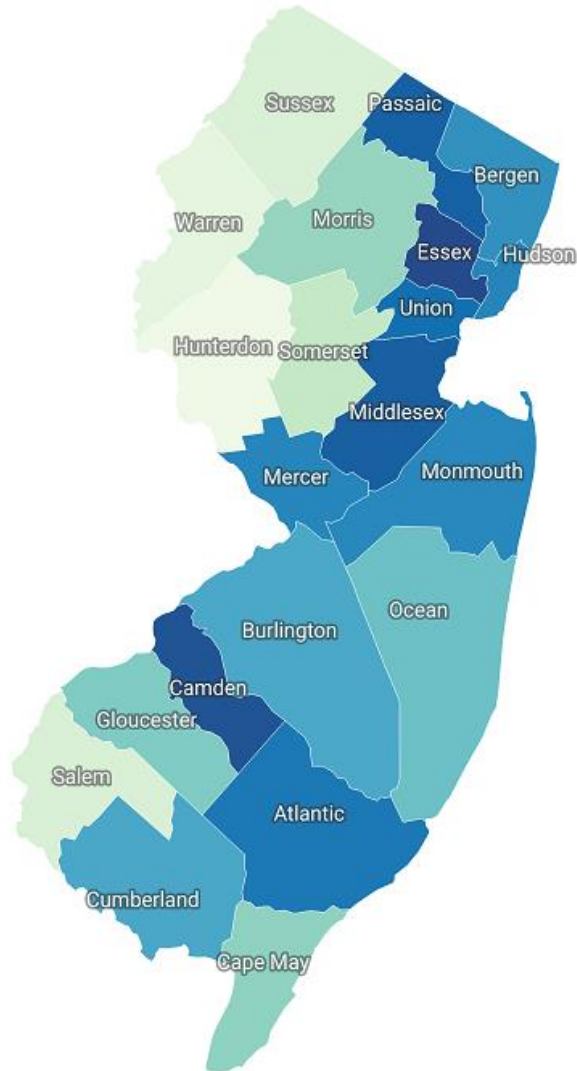 Sussex
Passaic
Bergen
Warren
Morris
Essex
Hudson
Union
Hunterdon
Somerset
Middlesex
Mercer
Monmouth
Ocean
Burlington
Camden
Gloucester
Salem
Atlantic
Cumberland
Cape May